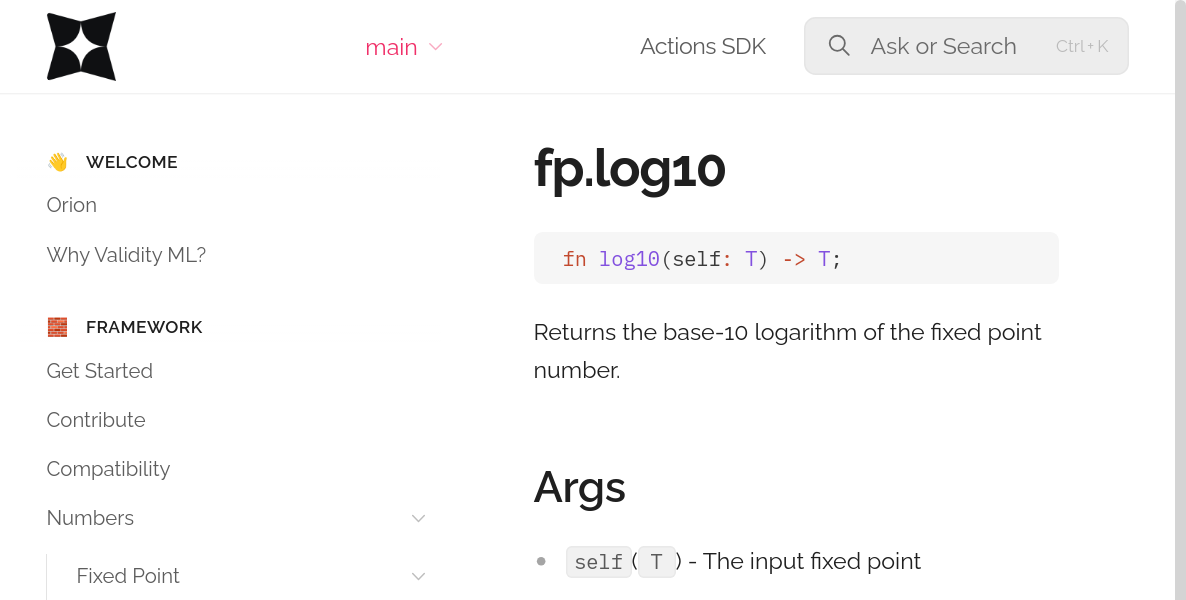 main
Actions SDK
Ask or Search
Ctrl + K
👋 WELCOME
Orion
Why Validity ML?
🧱 FRAMEWORK
Get Started
Contribute
Compatibility
Numbers
Fixed Point
fp.log10
fn log10(self: T) -> T;
Returns the base-10 logarithm of the fixed point
number.
Args
self(T) - The input fixed point